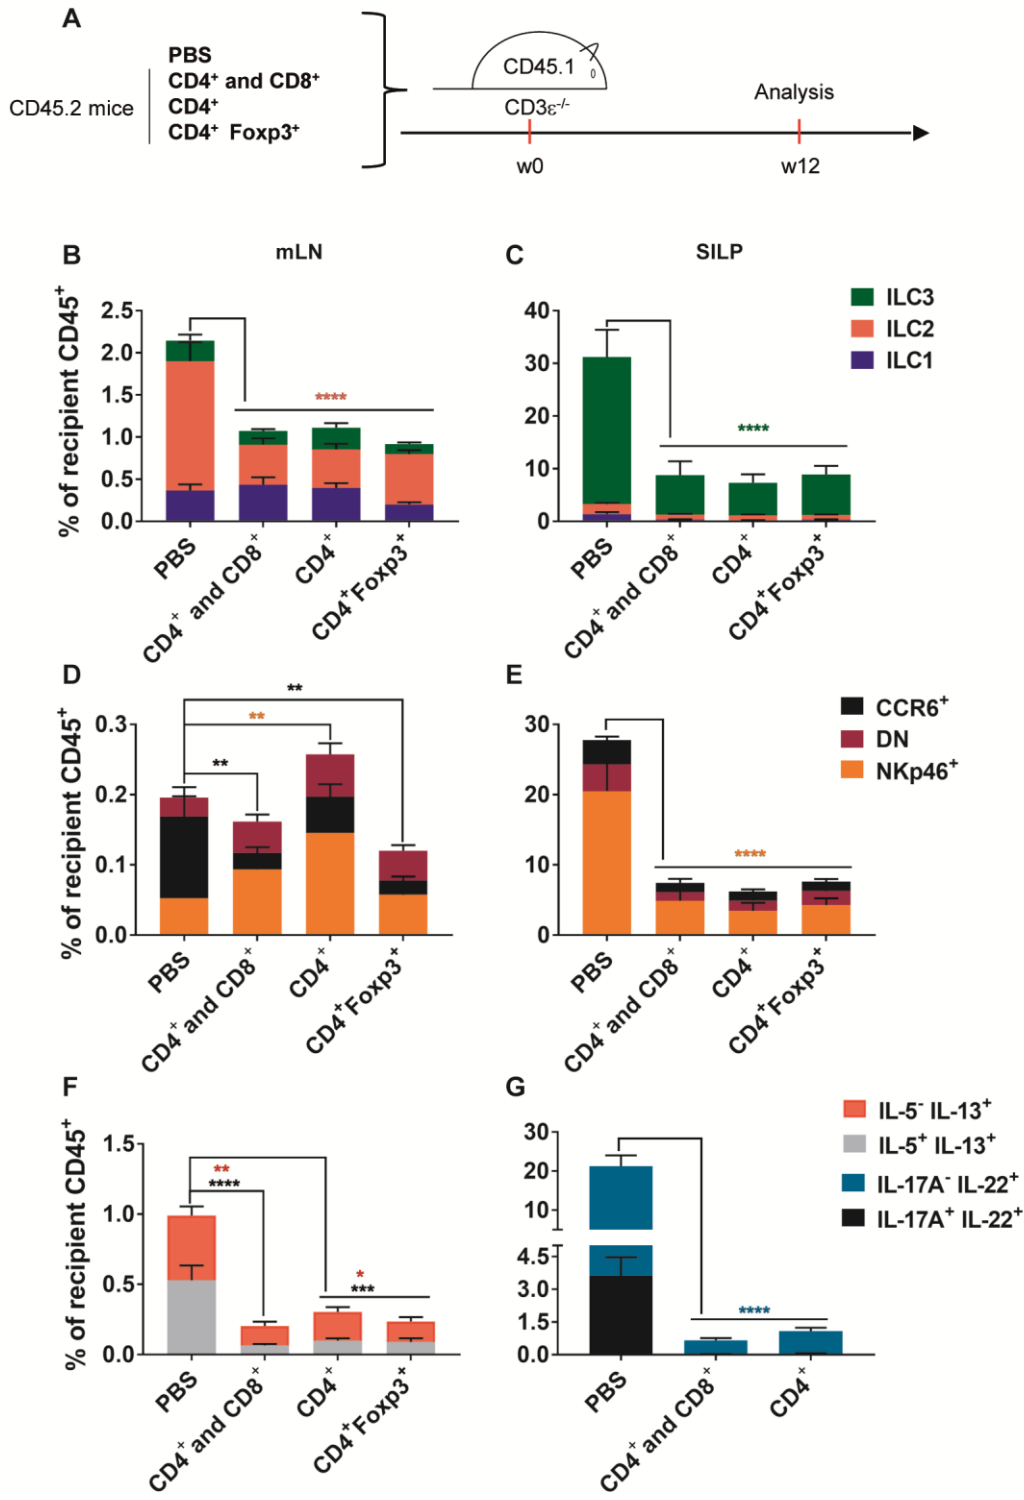 A
CD45.2 mice
PBS
CD4⁺ and CD8⁺
CD4⁺
CD4⁺ Foxp3⁺
CD45.1
CD3ε⁻/⁻
Analysis
w0
w12
B
mLN
% of recipient CD45⁺
2.5
2.0
1.5
1.0
0.5
0.0
****
PBS
CD4⁺ and CD8⁺
CD4⁺
CD4⁺Foxp3⁺
C
SILP
40
30
20
10
0
****
PBS
CD4⁺ and CD8⁺
CD4⁺
CD4⁺Foxp3⁺
ILC3
ILC2
ILC1
D
% of recipient CD45⁺
0.3
0.2
0.1
0.0
**
**
**
PBS
CD4⁺ and CD8⁺
CD4⁺
CD4⁺Foxp3⁺
E
30
20
10
0
****
PBS
CD4⁺ and CD8⁺
CD4⁺
CD4⁺Foxp3⁺
CCR6⁺
DN
NKp46⁺
F
% of recipient CD45⁺
1.5
1.0
0.5
0.0
**
****
*
***
PBS
CD4⁺ and CD8⁺
CD4⁺
CD4⁺Foxp3⁺
G
30
20
10
4.5
3.0
1.5
0.0
****
PBS
CD4⁺ and CD8⁺
CD4⁺
IL-5⁻ IL-13⁺
IL-5⁺ IL-13⁺
IL-17A⁻ IL-22⁺
IL-17A⁺ IL-22⁺